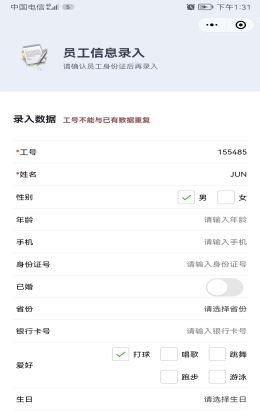 中国电信 下午1:31
员工信息录入
请确认员工身份证后再录入
录入数据 工号不能与已有数据重复
*工号 155485
*姓名 JUN
性别 男 女
年龄 请输入年龄
手机 请输入手机
身份证号 请输入身份证号
已婚
省份 请选择省份
银行卡号 请输入银行卡号
爱好 打球 唱歌 跳舞
跑步 游泳
生日 请选择生日